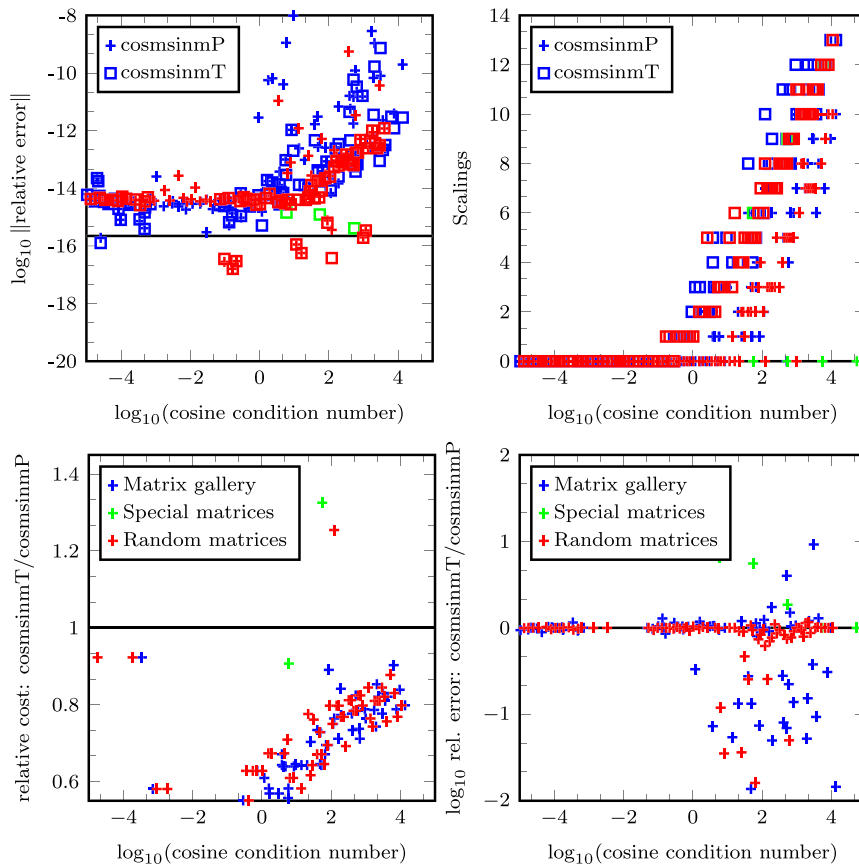 -8
-10
-12
-14
-16
-18
-20
log₁₀ ||relative error||
cosmsinmP
cosmsinmT
-4
-2
0
2
4
log₁₀(cosine condition number)
14
12
10
8
6
4
2
0
Scalings
cosmsinmP
cosmsinmT
−4
−2
0
2
4
log₁₀(cosine condition number)
1.4
1.2
1
0.8
0.6
relative cost: cosmsinmT/cosmsinmP
Matrix gallery
Special matrices
Random matrices
−4
−2
0
2
4
log₁₀(cosine condition number)
2
1
0
−1
−2
log₁₀ rel. error: cosmsinmT/cosmsinmP
Matrix gallery
Special matrices
Random matrices
−4
−2
0
2
4
log₁₀(cosine condition number)